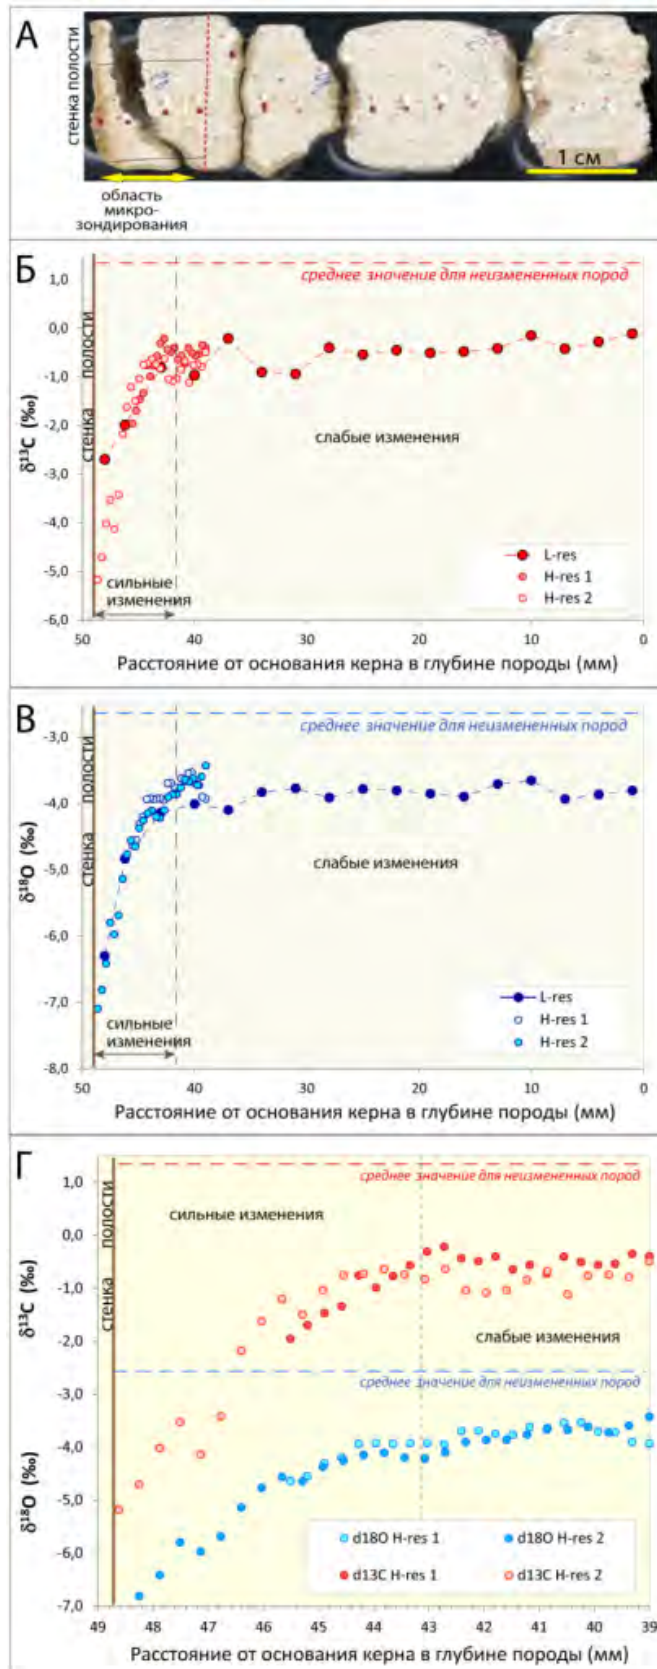 А
стенка полости
1 см
область
микро-
зондирования
Б
1,0
0,0
-1,0
-2,0
-3,0
-4,0
-5,0
-6,0
δ¹³C (‰)
стенка полости
среднее значение для неизмененных пород
слабые изменения
сильные
изменения
L-res
H-res 1
H-res 2
50 40 30 20 10 0
Расстояние от основания керна в глубине породы (мм)
В
-3,0
-4,0
-5,0
-6,0
-7,0
-8,0
δ¹⁸O (‰)
стенка полости
среднее значение для неизмененных пород
слабые изменения
сильные
изменения
L-res
H-res 1
H-res 2
50 40 30 20 10 0
Расстояние от основания керна в глубине породы (мм)
Г
1,0
0,0
-1,0
-2,0
-3,0
-4,0
-5,0
-6,0
-7,0
δ¹³C (‰)
δ¹⁸O (‰)
стенка полости
среднее значение для неизмененных пород
сильные изменения
слабые изменения
среднее значение для неизмененных пород
d18O H-res 1 d18O H-res 2
d13C H-res 1 d13C H-res 2
49 48 47 46 45 44 43 42 41 40 39
Расстояние от основания керна в глубине породы (мм)